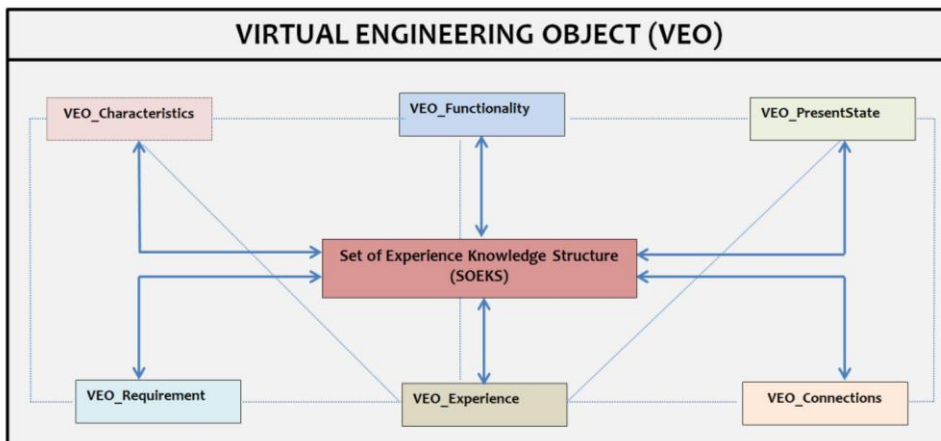 VIRTUAL ENGINEERING OBJECT (VEO)
VEO_Characteristics
VEO_Functionality
VEO_PresentState
Set of Experience Knowledge Structure
(SOEKS)
VEO_Requirement
VEO_Experience
VEO_Connections